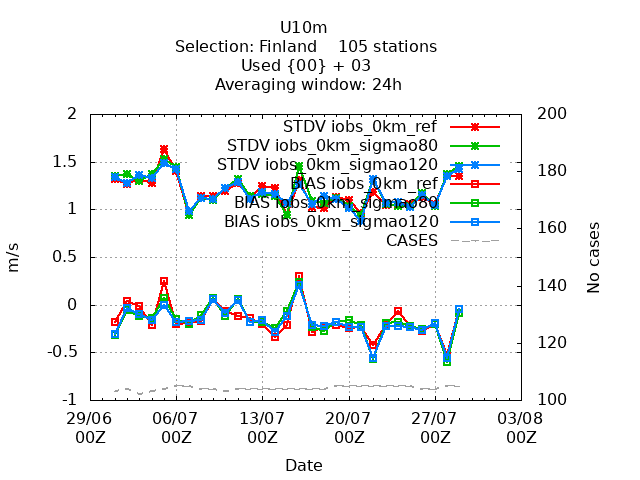 U10m
Selection: Finland 105 stations
Used {00} + 03
Averaging window: 24h
2
1.5
1
0.5
0
-0.5
-1
200
180
160
140
120
100
m/s
No cases
STDV iobs_0km_ref
STDV iobs_0km_sigmao80
STDV iobs_0km_sigmao120
BIAS iobs_0km_ref
BIAS iobs_0km_sigmao80
BIAS iobs_0km_sigmao120
CASES
29/06 06/07 13/07 20/07 27/07 03/08
00Z 00Z 00Z 00Z 00Z 00Z
Date